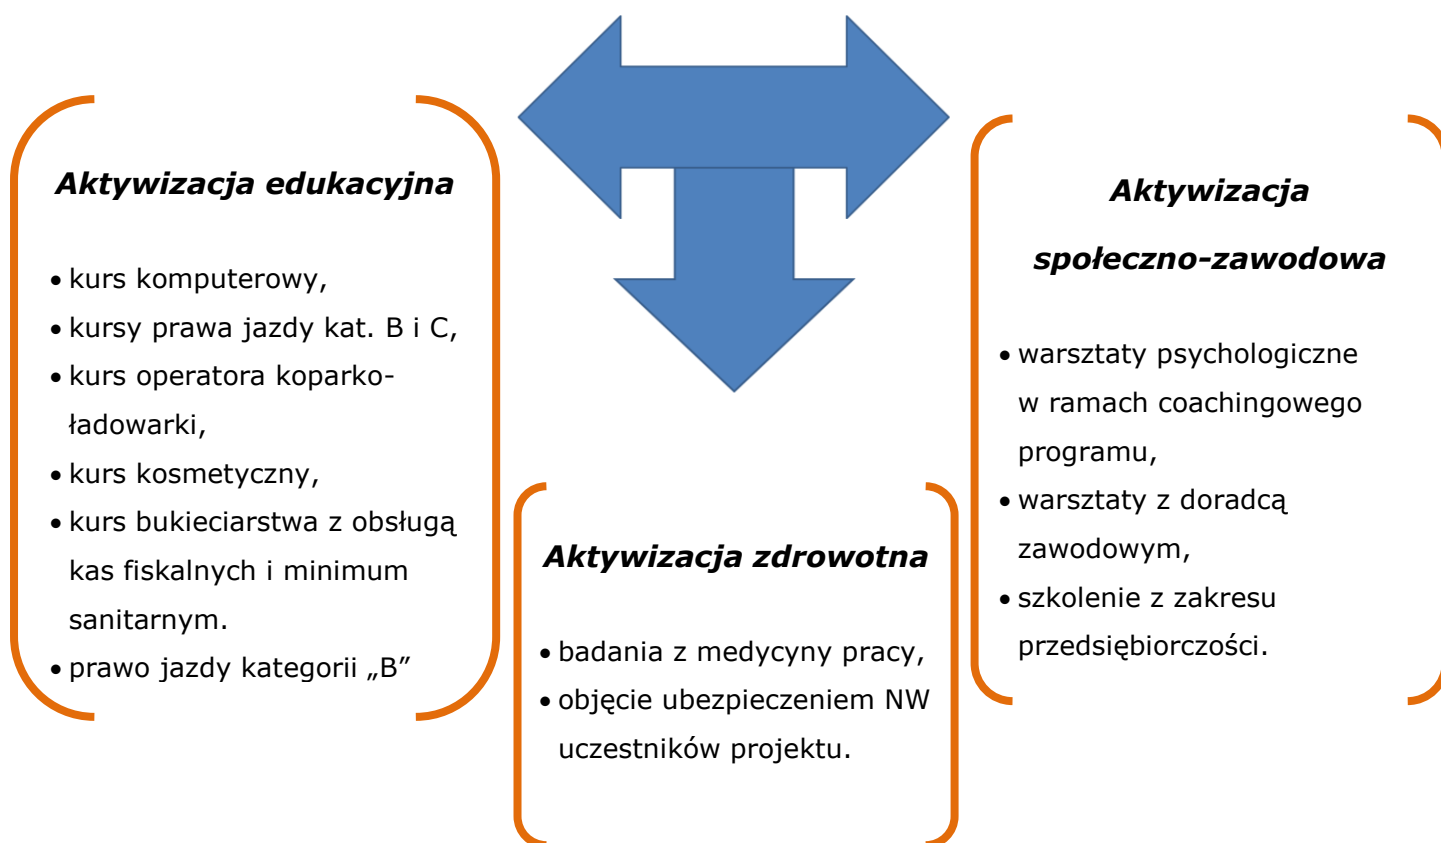 Aktywizacja edukacyjna
• kurs komputerowy,
• kursy prawa jazdy kat. B i C,
• kurs operatora koparko-
ładowarki,
• kurs kosmetyczny,
• kurs bukieciarstwa z obsługą
kas fiskalnych i minimum
sanitarnym.
• prawo jazdy kategorii „B”
Aktywizacja zdrowotna
• badania z medycyny pracy,
• objęcie ubezpieczeniem NW
uczestników projektu.
Aktywizacja
społeczno-zawodowa
• warsztaty psychologiczne
w ramach coachingowego
programu,
• warsztaty z doradcą
zawodowym,
• szkolenie z zakresu
przedsiębiorczości.